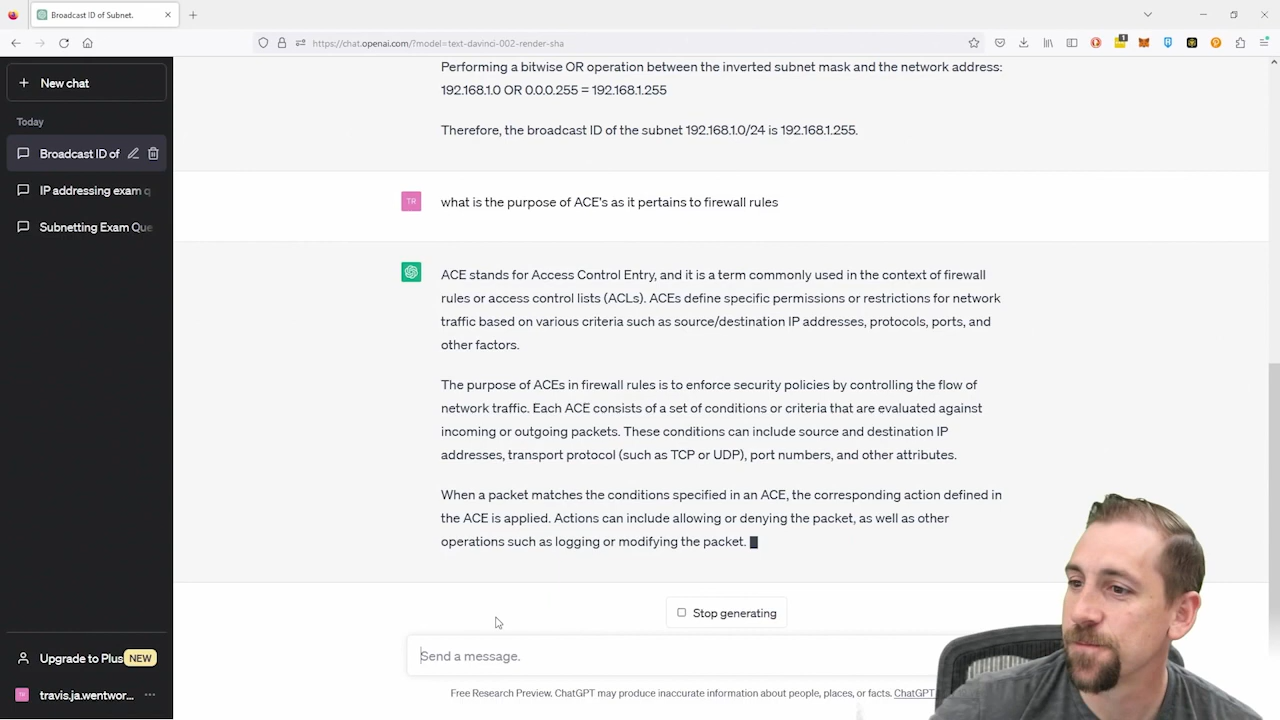 Broadcast ID of Subnet.
https://chat.openai.com/?model=text-davinci-002-render-sha
1
New chat
Today
Broadcast ID of
IP addressing exam q
Subnetting Exam Que
Upgrade to Plus NEW
TR travis.ja.wentwor...
Performing a bitwise OR operation between the inverted subnet mask and the network address:
192.168.1.0 OR 0.0.0.255 = 192.168.1.255
Therefore, the broadcast ID of the subnet 192.168.1.0/24 is 192.168.1.255.
TR what is the purpose of ACE's as it pertains to firewall rules
ACE stands for Access Control Entry, and it is a term commonly used in the context of firewall
rules or access control lists (ACLs). ACEs define specific permissions or restrictions for network
traffic based on various criteria such as source/destination IP addresses, protocols, ports, and
other factors.
The purpose of ACEs in firewall rules is to enforce security policies by controlling the flow of
network traffic. Each ACE consists of a set of conditions or criteria that are evaluated against
incoming or outgoing packets. These conditions can include source and destination IP
addresses, transport protocol (such as TCP or UDP), port numbers, and other attributes.
When a packet matches the conditions specified in an ACE, the corresponding action defined in
the ACE is applied. Actions can include allowing or denying the packet, as well as other
operations such as logging or modifying the packet.
Stop generating
Send a message.
Free Research Preview. ChatGPT may produce inaccurate information about people, places, or facts. ChatGPT